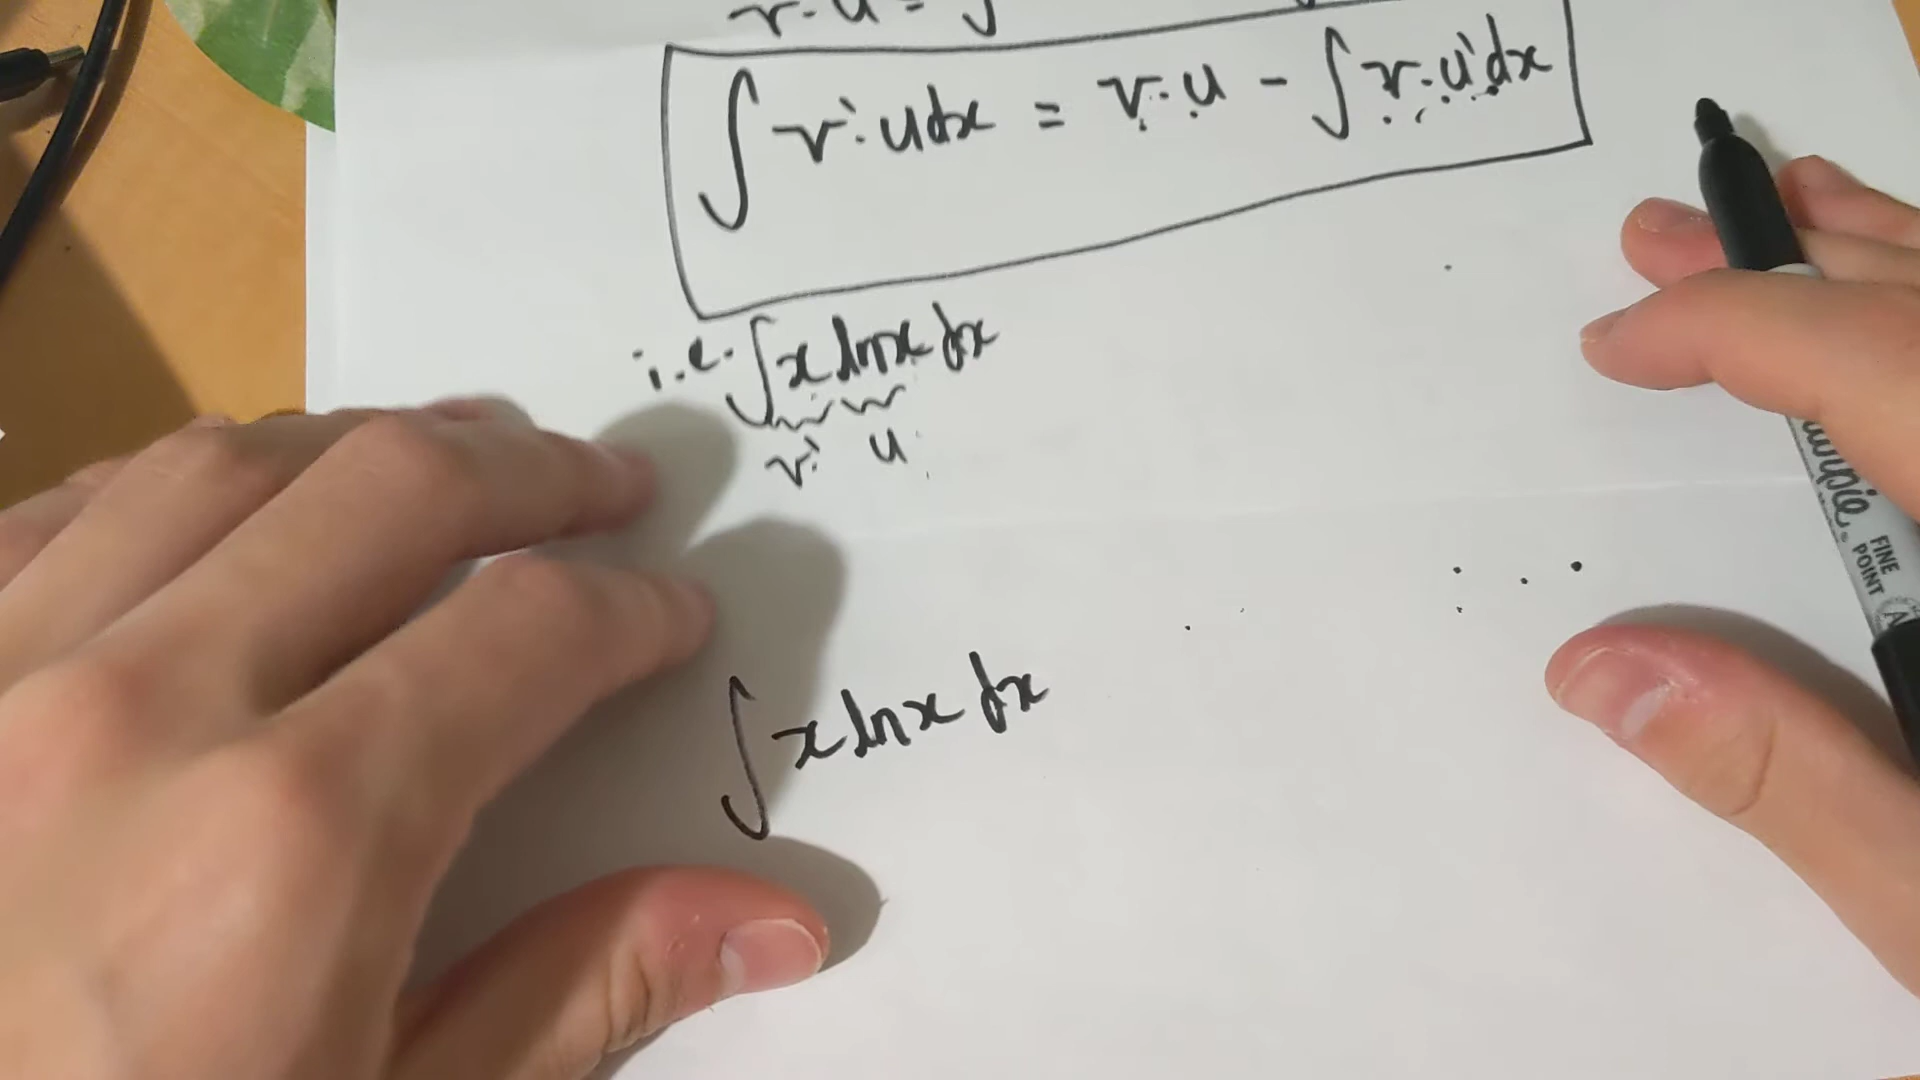 v·u = ∫
∫ v'·u dx = v·u - ∫ v·u' dx
i.e. ∫ x ln x dx
v' u
∫ x ln x dx
Sharpie.
FINE
POINT